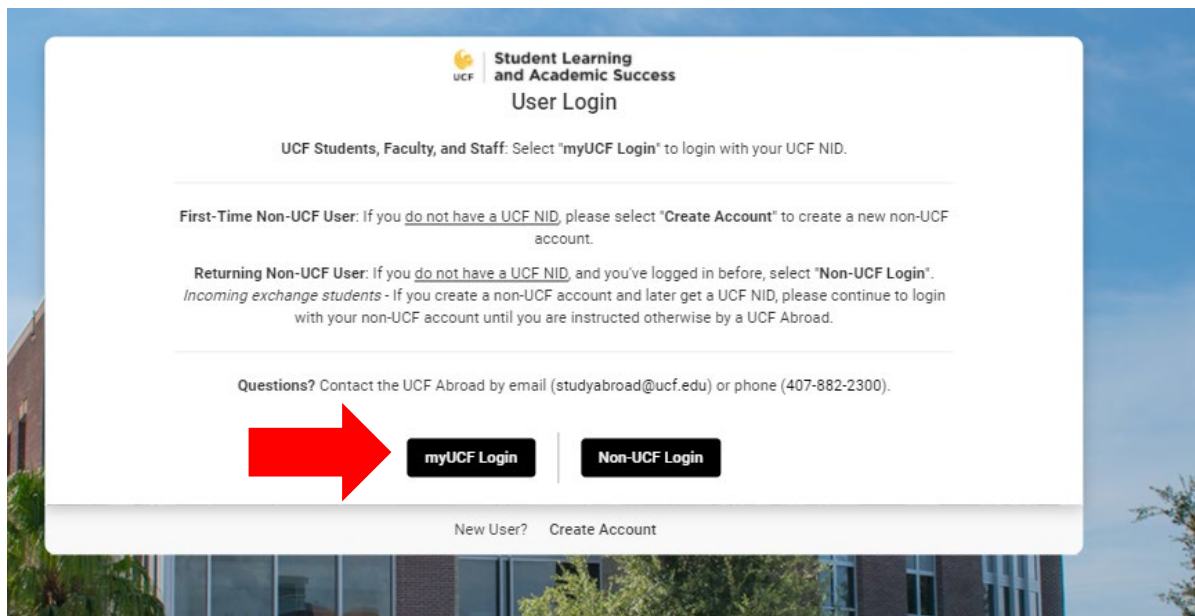 UCF
Student Learning
and Academic Success
User Login
UCF Students, Faculty, and Staff: Select "myUCF Login" to login with your UCF NID.
First-Time Non-UCF User: If you do not have a UCF NID, please select "Create Account" to create a new non-UCF
account.
Returning Non-UCF User: If you do not have a UCF NID, and you've logged in before, select "Non-UCF Login".
Incoming exchange students - If you create a non-UCF account and later get a UCF NID, please continue to login
with your non-UCF account until you are instructed otherwise by a UCF Abroad.
Questions? Contact the UCF Abroad by email (studyabroad@ucf.edu) or phone (407-882-2300).
myUCF Login Non-UCF Login
New User? Create Account